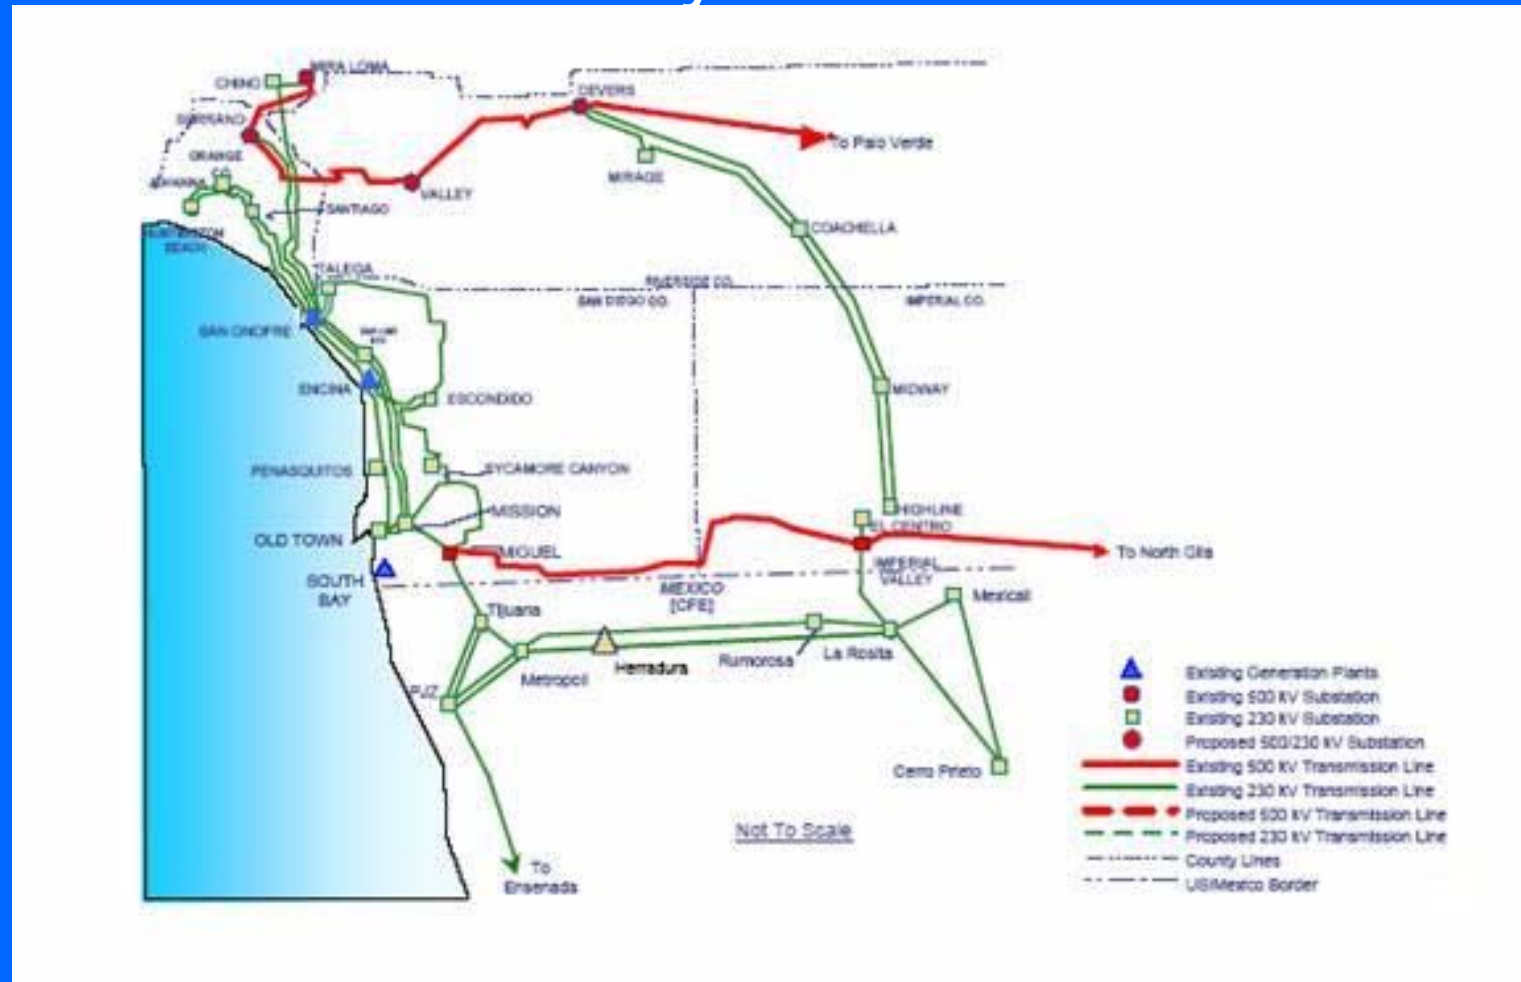 MIRA LOMA
CHINO
DEVERS
SERRANO
To Palo Verde
ORANGE
CO.
MIRAGE
VALLEY
SANTIAGO
COACHELLA
HUNTINGTON
BEACH
TALEGA
RIVERSIDE CO.
SAN DIEGO CO.
IMPERIAL CO.
SAN ONOFRE
ENCINA
ESCONDIDO
MIDWAY
PENASQUITOS
SYCAMORE CANYON
MISSION
HIGHLINE
EL CENTRO
OLD TOWN
MIGUEL
To North Gila
IMPERIAL
VALLEY
SOUTH
BAY
MEXICO
[CFE]
Mexicali
Tijuana
La Rosita
Rumorosa
Herradura
Metropoli
PJZ
Cerro Prieto
Not To Scale
To
Ensenada
Existing Generation Plants
Existing 500 kV Substation
Existing 230 kV Substation
Proposed 500/230 kV Substation
Existing 500 kV Transmission Line
Existing 230 kV Transmission Line
Proposed 500 kV Transmission Line
Proposed 230 kV Transmission Line
County Lines
US/Mexico Border